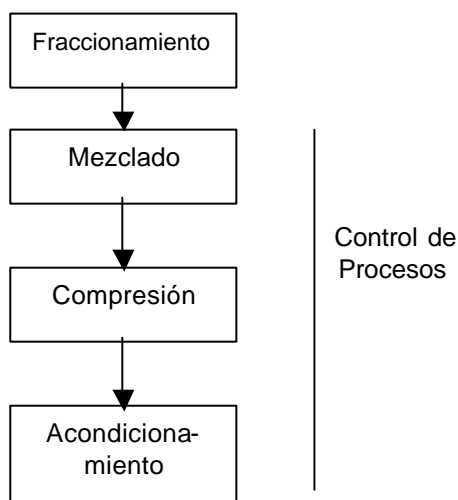 Fraccionamiento
Mezclado
Control de
Procesos
Compresión
Acondiciona-
miento